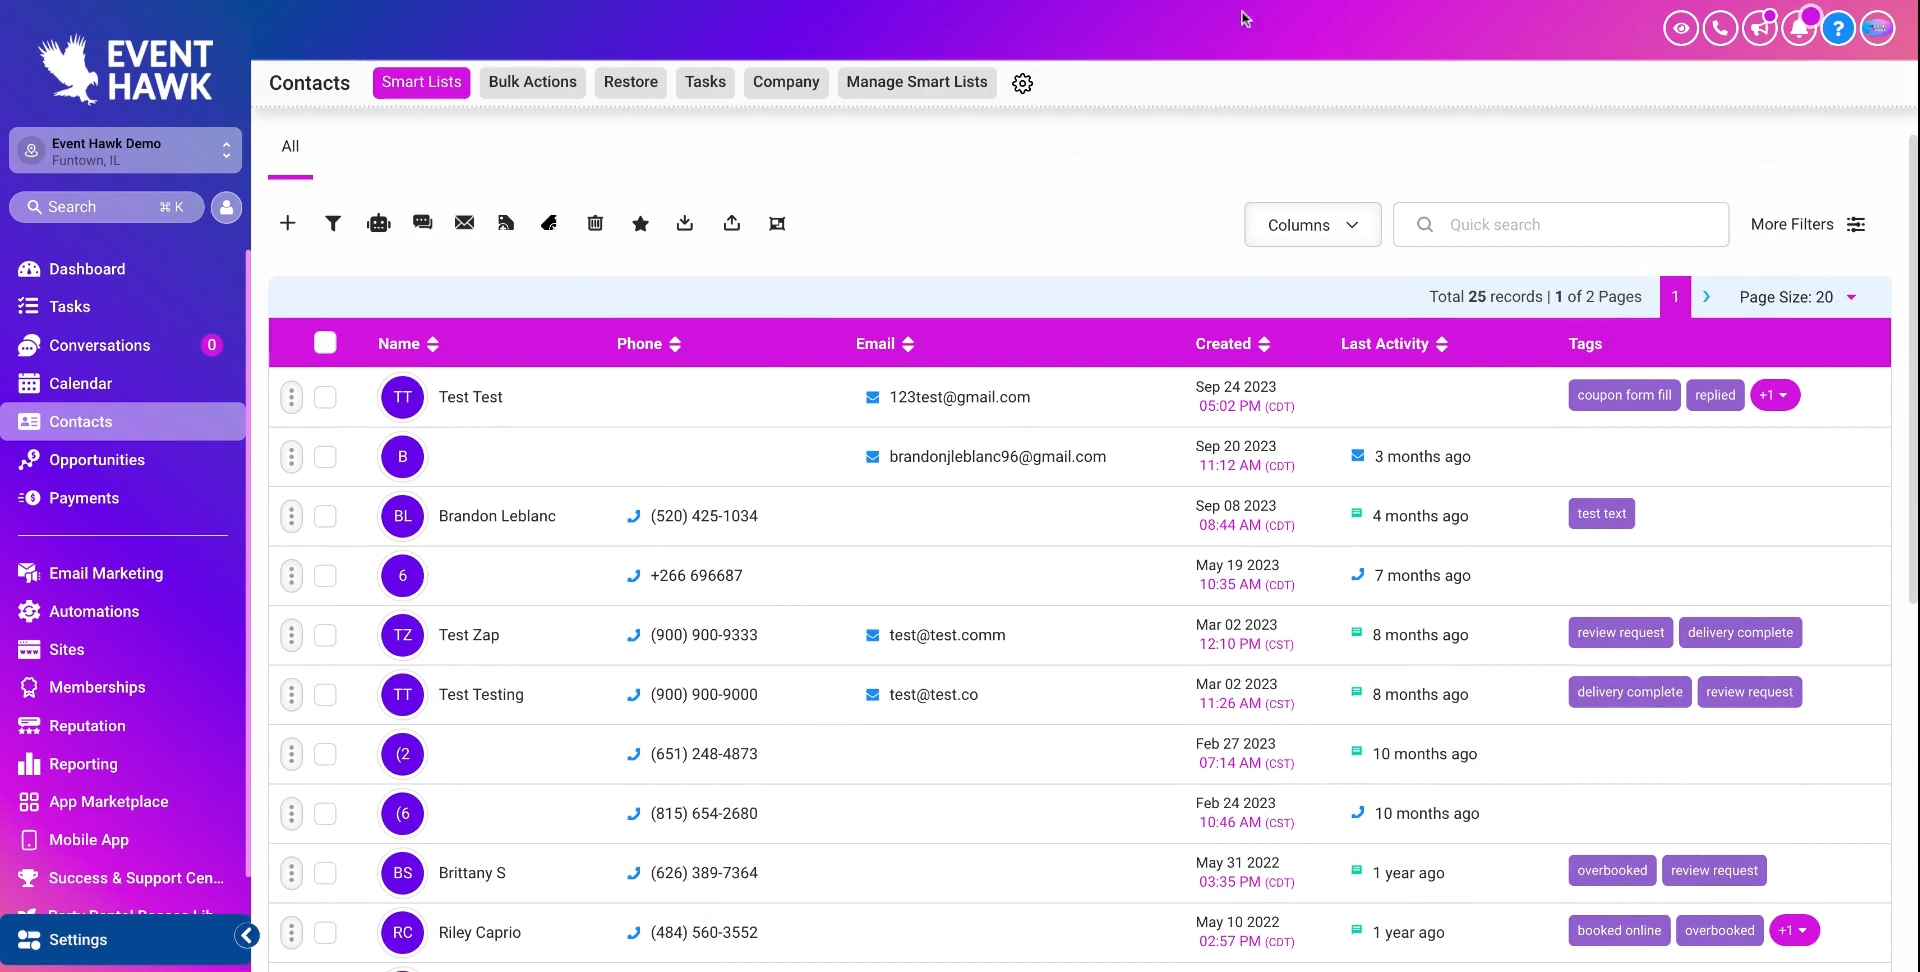 EVENT
HAWK
Event Hawk Demo
Funtown, IL
Search ⌘ K
Dashboard
Tasks
Conversations 0
Calendar
Contacts
Opportunities
Payments
Email Marketing
Automations
Sites
Memberships
Reputation
Reporting
App Marketplace
Mobile App
Success & Support Cen...
Settings
?
Contacts Smart Lists Bulk Actions Restore Tasks Company Manage Smart Lists
All
Columns Quick search More Filters
Total 25 records | 1 of 2 Pages 1 Page Size: 20
Name Phone Email Created Last Activity Tags
TT Test Test 123test@gmail.com Sep 24 2023 coupon form fill replied +1
05:02 PM (CDT)
B brandonjleblanc96@gmail.com Sep 20 2023 3 months ago
11:12 AM (CDT)
BL Brandon Leblanc (520) 425-1034 Sep 08 2023 4 months ago test text
08:44 AM (CDT)
6 +266 696687 May 19 2023 7 months ago
10:35 AM (CDT)
TZ Test Zap (900) 900-9333 test@test.comm Mar 02 2023 8 months ago review request delivery complete
12:10 PM (CST)
TT Test Testing (900) 900-9000 test@test.co Mar 02 2023 8 months ago delivery complete review request
11:26 AM (CST)
(2 (651) 248-4873 Feb 27 2023 10 months ago
07:14 AM (CST)
(6 (815) 654-2680 Feb 24 2023 10 months ago
10:46 AM (CST)
BS Brittany S (626) 389-7364 May 31 2022 1 year ago overbooked review request
03:35 PM (CDT)
RC Riley Caprio (484) 560-3552 May 10 2022 1 year ago booked online overbooked +1
02:57 PM (CDT)